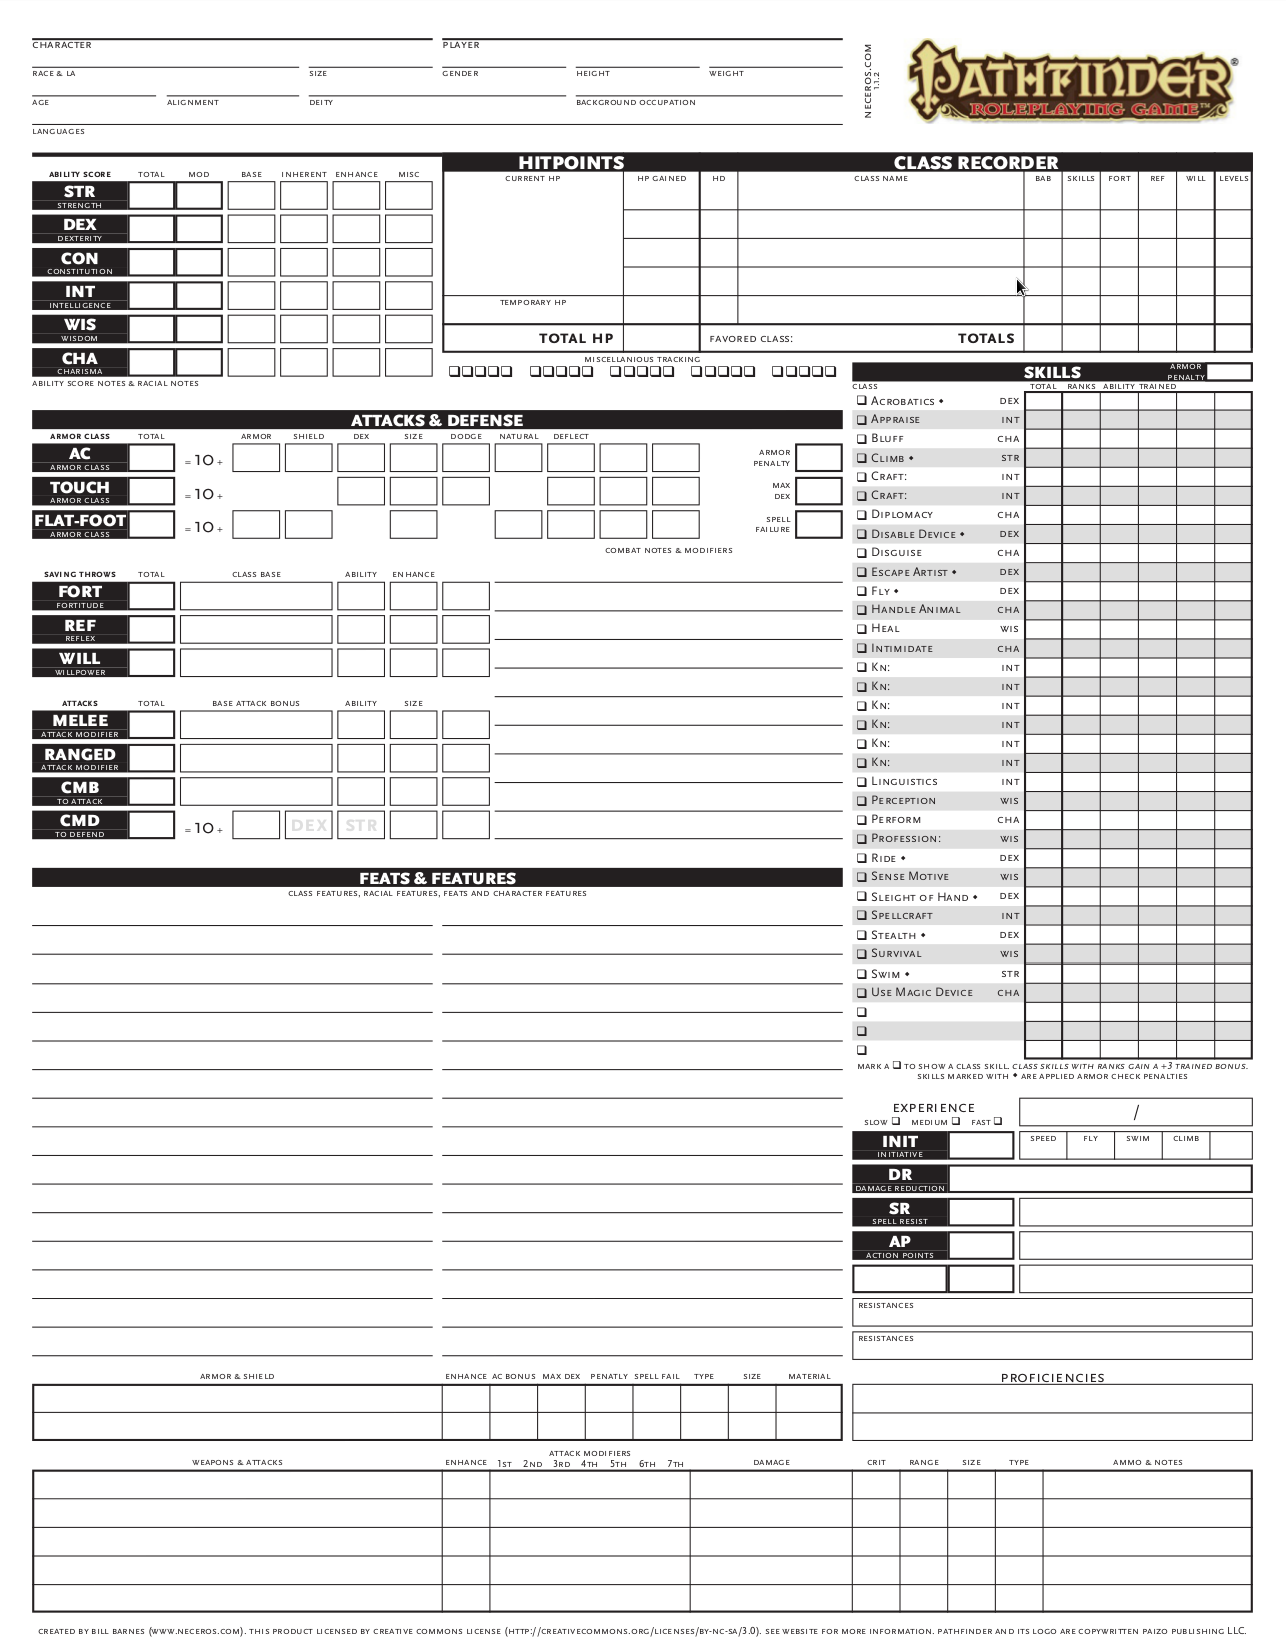 CHARACTER PLAYER
NECEROS.COM
1.1.2
PATHFINDER®
ROLEPLAYING GAME™
RACE & LA SIZE GENDER HEIGHT WEIGHT
AGE ALIGNMENT DEITY BACKGROUND OCCUPATION
LANGUAGES
HITPOINTS CLASS RECORDER
ABILITY SCORE TOTAL MOD BASE INHERENT ENHANCE MISC
CURRENT HP HP GAINED HD CLASS NAME BAB SKILLS FORT REF WILL LEVELS
STR
STRENGTH
DEX
DEXTERITY
CON
CONSTITUTION
INT
INTELLIGENCE
WIS
WISDOM
CHA
CHARISMA
ABILITY SCORE NOTES & RACIAL NOTES
TEMPORARY HP
TOTAL HP FAVORED CLASS: TOTALS
MISCELLANIOUS TRACKING
ATTACKS & DEFENSE
ARMOR CLASS TOTAL ARMOR SHIELD DEX SIZE DODGE NATURAL DEFLECT
AC
ARMOR CLASS
= 10 +
ARMOR
PENALTY
TOUCH
ARMOR CLASS
= 10 +
MAX
DEX
FLAT-FOOT
ARMOR CLASS
= 10 +
SPELL
FAILURE
COMBAT NOTES & MODIFIERS
SAVING THROWS TOTAL CLASS BASE ABILITY ENHANCE
FORT
FORTITUDE
REF
REFLEX
WILL
WILLPOWER
ATTACKS TOTAL BASE ATTACK BONUS ABILITY SIZE
MELEE
ATTACK MODIFIER
RANGED
ATTACK MODIFIER
CMB
TO ATTACK
CMD
TO DEFEND
= 10 + DEX STR
SKILLS
ARMOR
PENALTY
CLASS TOTAL RANKS ABILITY TRAINED
❑ ACROBATICS ◆ DEX
❑ APPRAISE INT
❑ BLUFF CHA
❑ CLIMB ◆ STR
❑ CRAFT: INT
❑ CRAFT: INT
❑ DIPLOMACY CHA
❑ DISABLE DEVICE ◆ DEX
❑ DISGUISE CHA
❑ ESCAPE ARTIST ◆ DEX
❑ FLY ◆ DEX
❑ HANDLE ANIMAL CHA
❑ HEAL WIS
❑ INTIMIDATE CHA
❑ KN: INT
❑ KN: INT
❑ KN: INT
❑ KN: INT
❑ KN: INT
❑ KN: INT
❑ LINGUISTICS INT
❑ PERCEPTION WIS
❑ PERFORM CHA
❑ PROFESSION: WIS
❑ RIDE ◆ DEX
❑ SENSE MOTIVE WIS
❑ SLEIGHT OF HAND ◆ DEX
❑ SPELLCRAFT INT
❑ STEALTH ◆ DEX
❑ SURVIVAL WIS
❑ SWIM ◆ STR
❑ USE MAGIC DEVICE CHA
❑
❑
❑
MARK A ❑ TO SHOW A CLASS SKILL. CLASS SKILLS WITH RANKS GAIN A +3 TRAINED BONUS.
SKILLS MARKED WITH ◆ ARE APPLIED ARMOR CHECK PENALTIES
FEATS & FEATURES
CLASS FEATURES, RACIAL FEATURES, FEATS AND CHARACTER FEATURES
EXPERIENCE
SLOW ❑ MEDIUM ❑ FAST ❑
/
INIT
INITIATIVE
SPEED FLY SWIM CLIMB
DR
DAMAGE REDUCTION
SR
SPELL RESIST
AP
ACTION POINTS
RESISTANCES
RESISTANCES
ARMOR & SHIELD ENHANCE AC BONUS MAX DEX PENATLY SPELL FAIL TYPE SIZE MATERIAL
PROFICIENCIES
ATTACK MODIFIERS
WEAPONS & ATTACKS ENHANCE 1ST 2ND 3RD 4TH 5TH 6TH 7TH DAMAGE CRIT RANGE SIZE TYPE AMMO & NOTES
CREATED BY BILL BARNES (WWW.NECEROS.COM). THIS PRODUCT LICENSED BY CREATIVE COMMONS LICENSE (HTTP://CREATIVECOMMONS.ORG/LICENSES/BY-NC-SA/3.0). SEE WEBSITE FOR MORE INFORMATION. PATHFINDER AND ITS LOGO ARE COPYWRITTEN PAIZO PUBLISHING LLC.